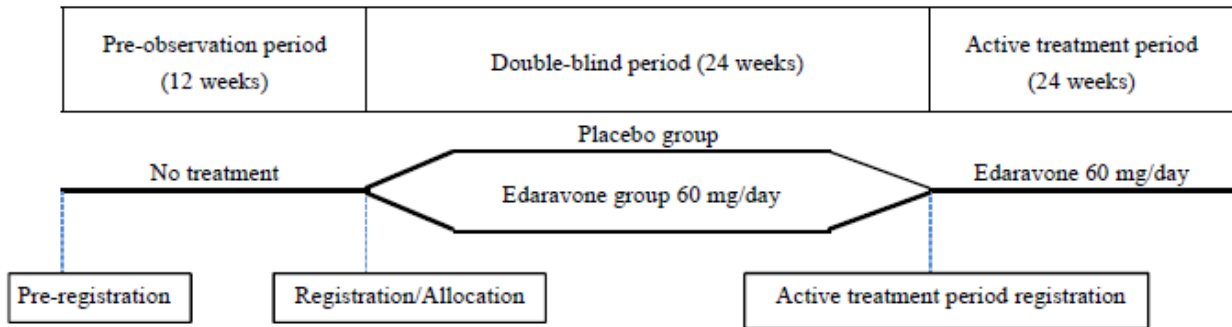 Pre-observation period
(12 weeks)
Double-blind period (24 weeks)
Active treatment period
(24 weeks)
Placebo group
No treatment
Edaravone group 60 mg/day
Edaravone 60 mg/day
Pre-registration
Registration/Allocation
Active treatment period registration